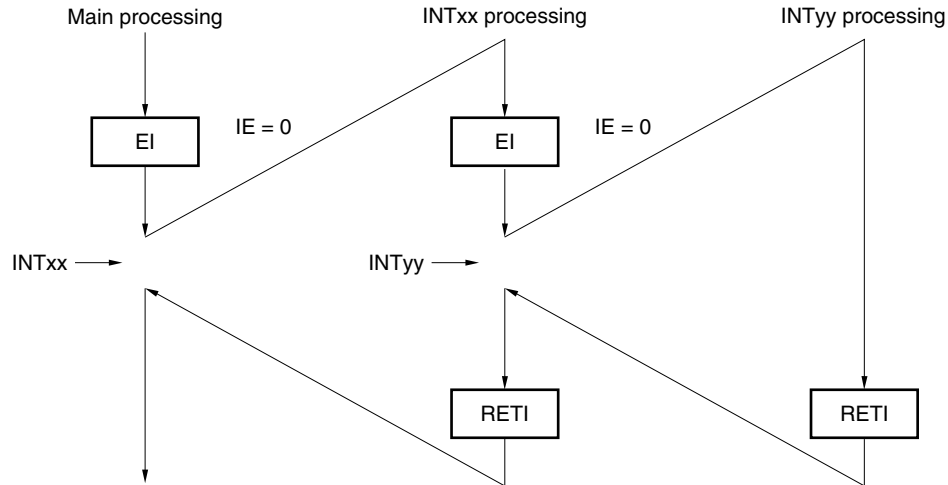 Main processing
INTxx processing
INTyy processing
EI
IE = 0
EI
IE = 0
INTxx
INTyy
RETI
RETI